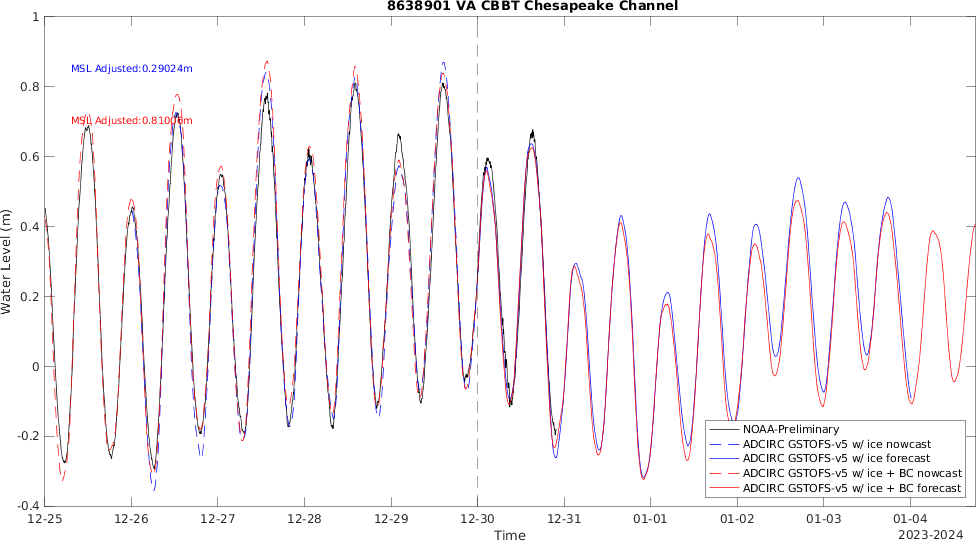 8638901 VA CBBT Chesapeake Channel
1
0.8
0.6
0.4
0.2
0
-0.2
-0.4
Water Level (m)
MSL Adjusted:0.29024m
MSL Adjusted:0.8100
NOAA-Preliminary
ADCIRC GSTOFS-v5 w/ ice nowcast
ADCIRC GSTOFS-v5 w/ ice forecast
ADCIRC GSTOFS-v5 w/ ice + BC nowcast
ADCIRC GSTOFS-v5 w/ ice + BC forecast
12-25 12-26 12-27 12-28 12-29 12-30 12-31 01-01 01-02 01-03 01-04
Time
2023-2024